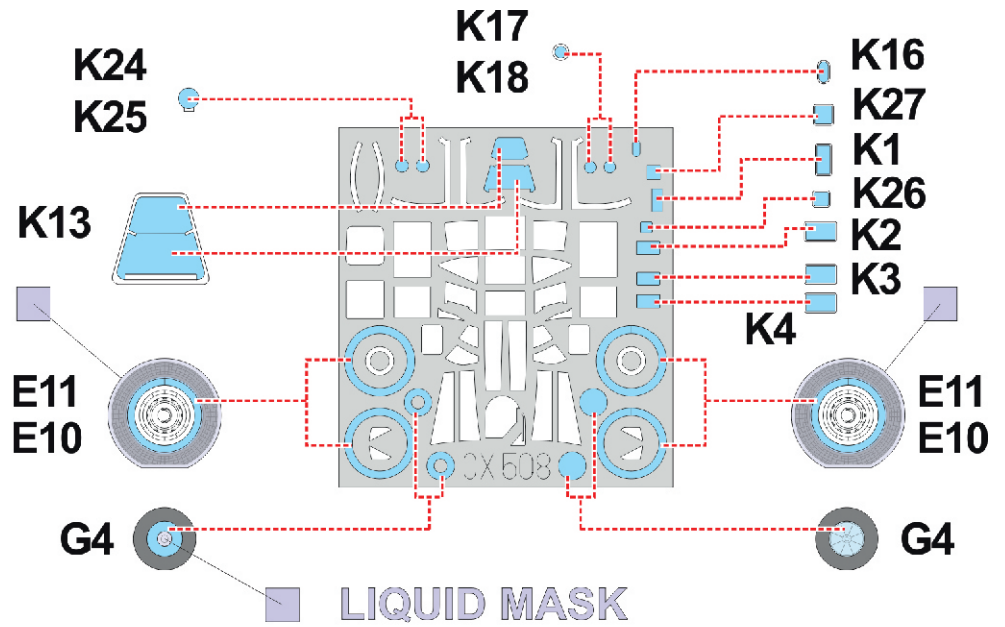 K17
K18
K24
K25
K16
K27
K1
K26
K2
K3
K4
K13
E11
E10
E11
E10
CX 508
G4
G4
LIQUID MASK